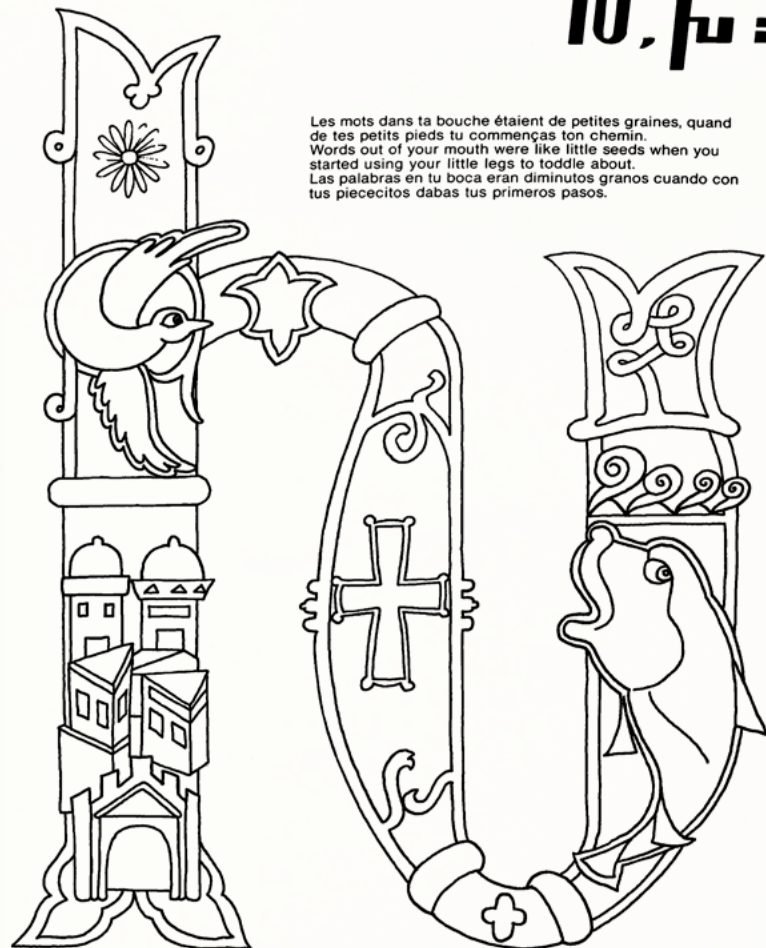 Խ, խ
Les mots dans ta bouche étaient de petites graines, quand
de tes petits pieds tu commenças ton chemin.
Words out of your mouth were like little seeds when you
started using your little legs to toddle about.
Las palabras en tu boca eran diminutos granos cuando con
tus piececitos dabas tus primeros pasos.